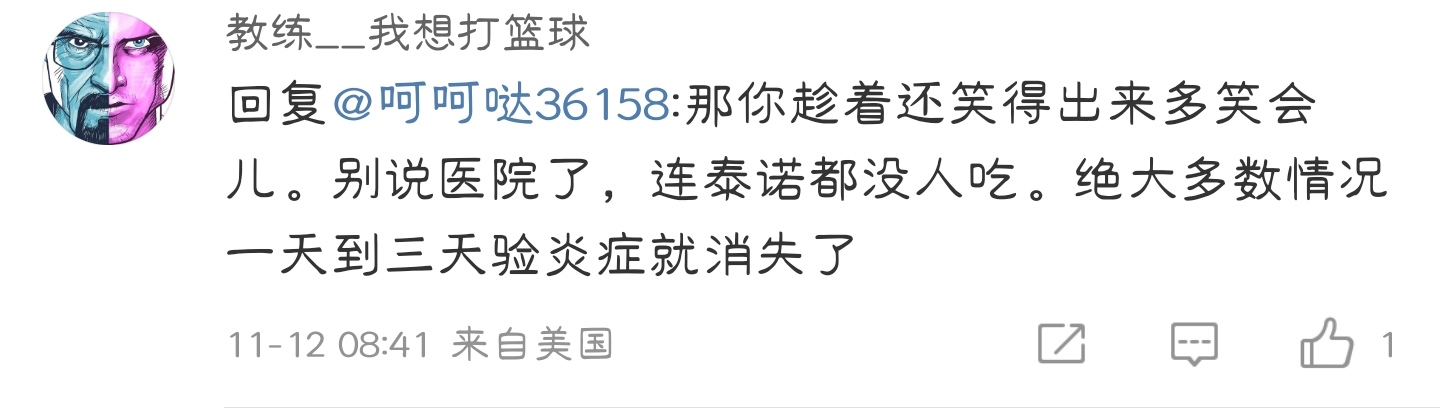 教练__我想打篮球
回复@呵呵哒36158:那你趁着还笑得出来多笑会
儿。别说医院了，连泰诺都没人吃。绝大多数情况
一天到三天验炎症就消失了
11-12 08:41 来自美国
1